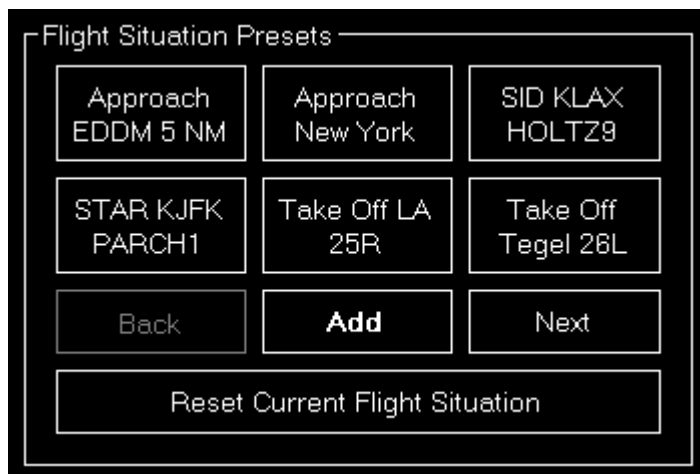 Flight Situation Presets
Approach
EDDM 5 NM
Approach
New York
SID KLAX
HOLTZ9
STAR KJFK
PARCH1
Take Off LA
25R
Take Off
Tegel 26L
Back
Add
Next
Reset Current Flight Situation